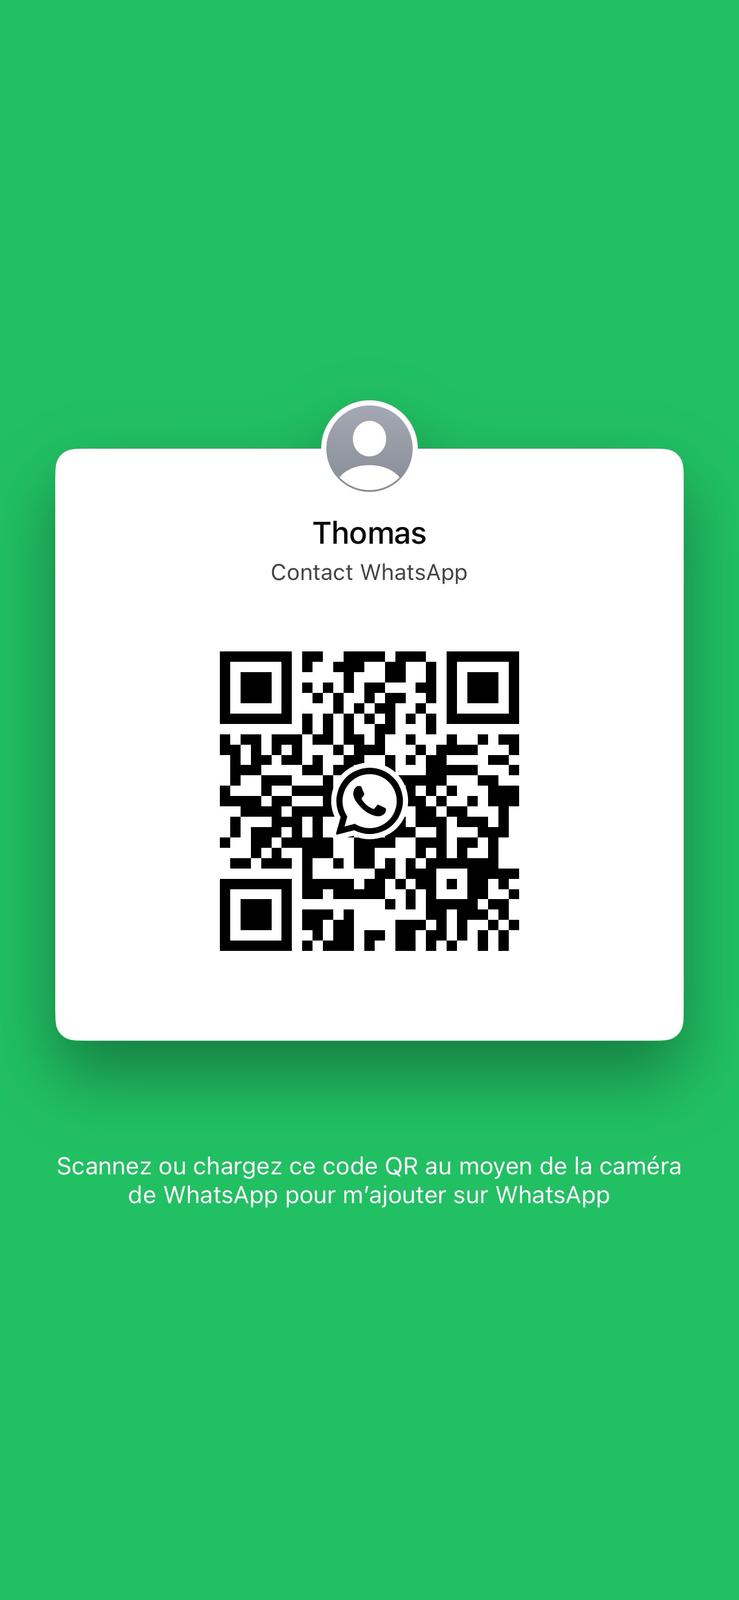 Thomas
Contact WhatsApp
Scannez ou chargez ce code QR au moyen de la caméra
de WhatsApp pour m’ajouter sur WhatsApp